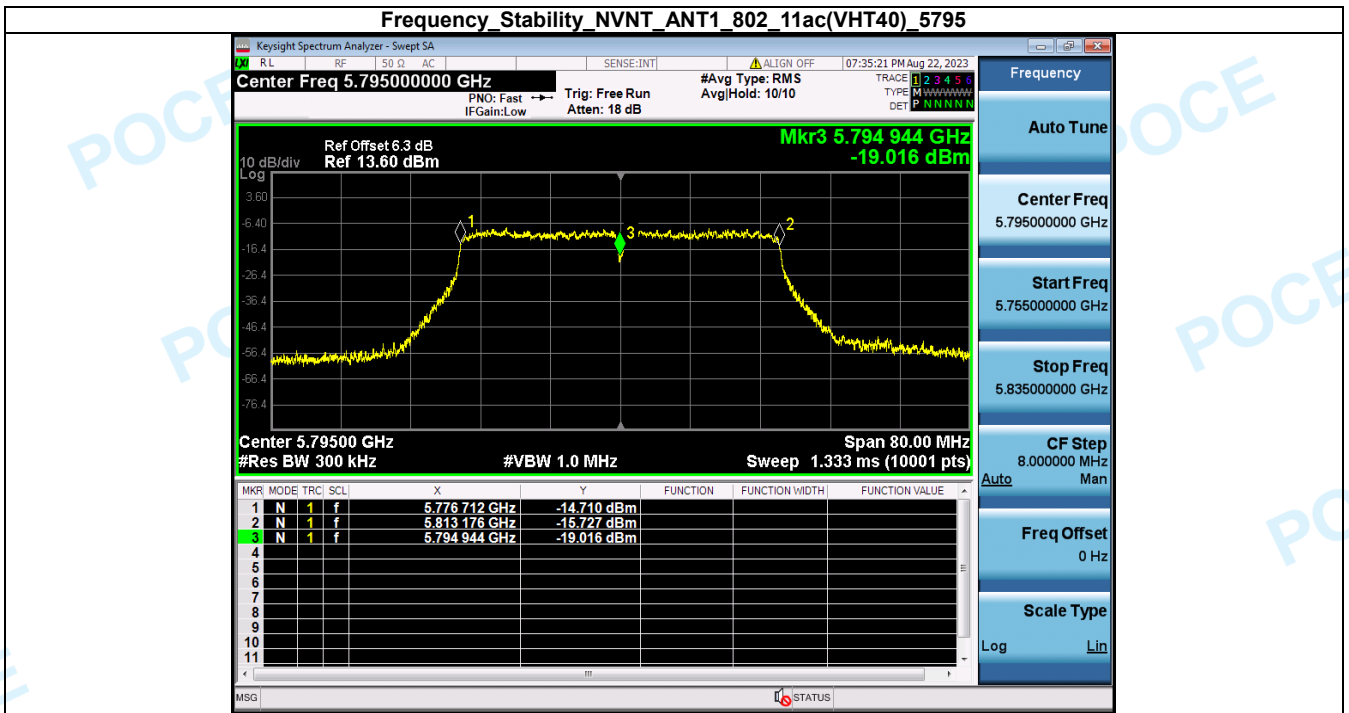 Frequency_Stability_NVNT_ANT1_802_11ac(VHT40)_5795
Keysight Spectrum Analyzer - Swept SA
LXI RL RF 50 Ω AC SENSE:INT ALIGN OFF 07:35:21 PM Aug 22, 2023
Center Freq 5.795000000 GHz
PNO: Fast
IFGain:Low
Trig: Free Run
Atten: 18 dB
#Avg Type: RMS
Avg|Hold: 10/10
TRACE 1 2 3 4 5 6
TYPE M WWWWW
DET P N N N N N
Mkr3 5.794 944 GHz
-19.016 dBm
Ref Offset 6.3 dB
10 dB/div Ref 13.60 dBm
Log
3.60
-6.40
-16.4
-26.4
-36.4
-46.4
-56.4
-66.4
-76.4
1
2
3
Center 5.79500 GHz Span 80.00 MHz
#Res BW 300 kHz #VBW 1.0 MHz Sweep 1.333 ms (10001 pts)
MKR MODE TRC SCL X Y FUNCTION FUNCTION WIDTH FUNCTION VALUE
1 N 1 f 5.776 712 GHz -14.710 dBm
2 N 1 f 5.813 176 GHz -15.727 dBm
3 N 1 f 5.794 944 GHz -19.016 dBm
4
5
6
7
8
9
10
11
MSG STATUS
Frequency
Auto Tune
Center Freq
5.795000000 GHz
Start Freq
5.755000000 GHz
Stop Freq
5.835000000 GHz
CF Step
8.000000 MHz
Auto Man
Freq Offset
0 Hz
Scale Type
Log Lin
POCE
POCE
POCE